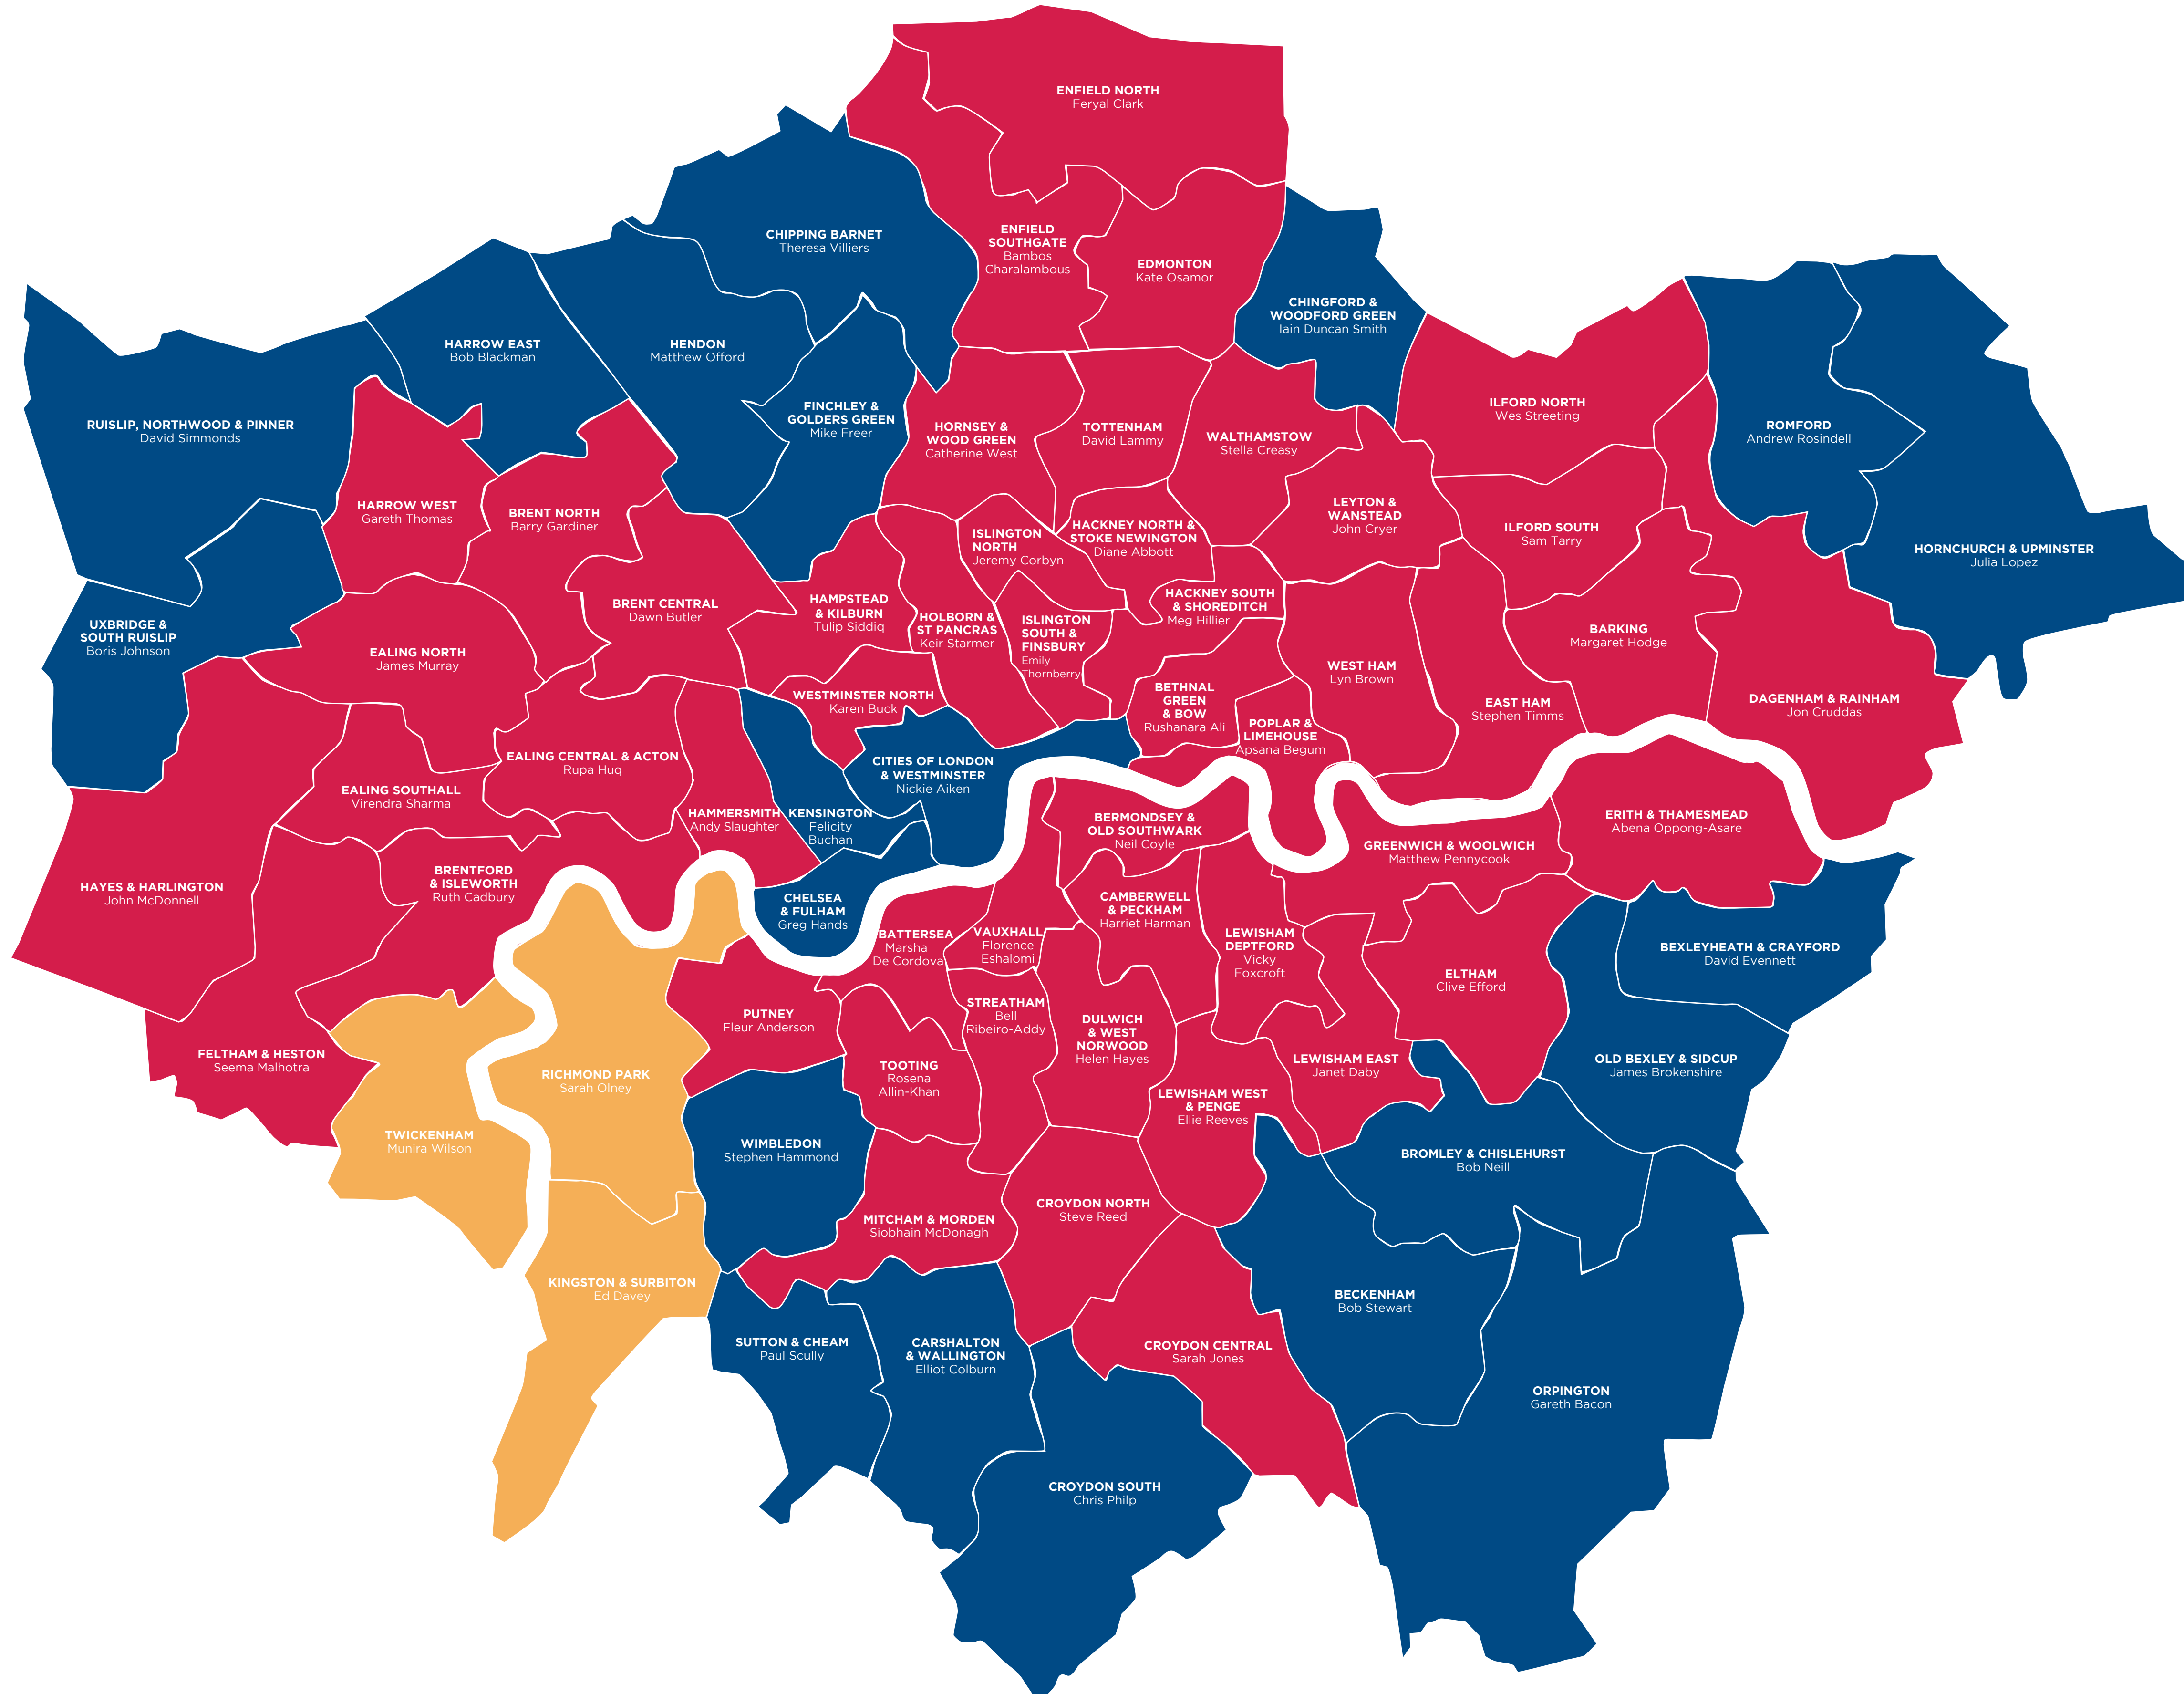 ENFIELD NORTH
Feryal Clark
CHIPPING BARNET
Theresa Villiers
ENFIELD
SOUTHGATE
Bambos
Charalambous
EDMONTON
Kate Osamor
CHINGFORD &
WOODFORD GREEN
Iain Duncan Smith
HARROW EAST
Bob Blackman
HENDON
Matthew Offord
RUISLIP, NORTHWOOD & PINNER
David Simmonds
FINCHLEY &
GOLDERS GREEN
Mike Freer
HORNSEY &
WOOD GREEN
Catherine West
TOTTENHAM
David Lammy
WALTHAMSTOW
Stella Creasy
ILFORD NORTH
Wes Streeting
ROMFORD
Andrew Rosindell
HARROW WEST
Gareth Thomas
BRENT NORTH
Barry Gardiner
ISLINGTON
NORTH
Jeremy Corbyn
HACKNEY NORTH &
STOKE NEWINGTON
Diane Abbott
LEYTON &
WANSTEAD
John Cryer
ILFORD SOUTH
Sam Tarry
HORNCHURCH & UPMINSTER
Julia Lopez
UXBRIDGE &
SOUTH RUISLIP
Boris Johnson
EALING NORTH
James Murray
BRENT CENTRAL
Dawn Butler
HAMPSTEAD
& KILBURN
Tulip Siddiq
HOLBORN &
ST PANCRAS
Keir Starmer
ISLINGTON
SOUTH &
FINSBURY
Emily
Thornberry
HACKNEY SOUTH
& SHOREDITCH
Meg Hillier
BARKING
Margaret Hodge
WEST HAM
Lyn Brown
WESTMINSTER NORTH
Karen Buck
BETHNAL
GREEN
& BOW
Rushanara Ali
POPLAR &
LIMEHOUSE
Apsana Begum
EAST HAM
Stephen Timms
DAGENHAM & RAINHAM
Jon Cruddas
EALING CENTRAL & ACTON
Rupa Huq
CITIES OF LONDON
& WESTMINSTER
Nickie Aiken
EALING SOUTHALL
Virendra Sharma
HAMMERSMITH
Andy Slaughter
KENSINGTON
Felicity
Buchan
BERMONDSEY &
OLD SOUTHWARK
Neil Coyle
GREENWICH & WOOLWICH
Matthew Pennycook
ERITH & THAMESMEAD
Abena Oppong-Asare
HAYES & HARLINGTON
John McDonnell
BRENTFORD
& ISLEWORTH
Ruth Cadbury
CHELSEA
& FULHAM
Greg Hands
BATTERSEA
Marsha
De Cordova
VAUXHALL
Florence
Eshalomi
CAMBERWELL
& PECKHAM
Harriet Harman
LEWISHAM
DEPTFORD
Vicky
Foxcroft
ELTHAM
Clive Efford
BEXLEYHEATH & CRAYFORD
David Evennett
FELTHAM & HESTON
Seema Malhotra
RICHMOND PARK
Sarah Olney
PUTNEY
Fleur Anderson
TOOTING
Rosena
Allin-Khan
STREATHAM
Bell
Ribeiro-Addy
DULWICH
& WEST
NORWOOD
Helen Hayes
LEWISHAM EAST
Janet Daby
OLD BEXLEY & SIDCUP
James Brokenshire
LEWISHAM WEST
& PENGE
Ellie Reeves
TWICKENHAM
Munira Wilson
WIMBLEDON
Stephen Hammond
BROMLEY & CHISLEHURST
Bob Neill
MITCHAM & MORDEN
Siobhain McDonagh
CROYDON NORTH
Steve Reed
KINGSTON & SURBITON
Ed Davey
BECKENHAM
Bob Stewart
SUTTON & CHEAM
Paul Scully
CARSHALTON
& WALLINGTON
Elliot Colburn
CROYDON CENTRAL
Sarah Jones
ORPINGTON
Gareth Bacon
CROYDON SOUTH
Chris Philp